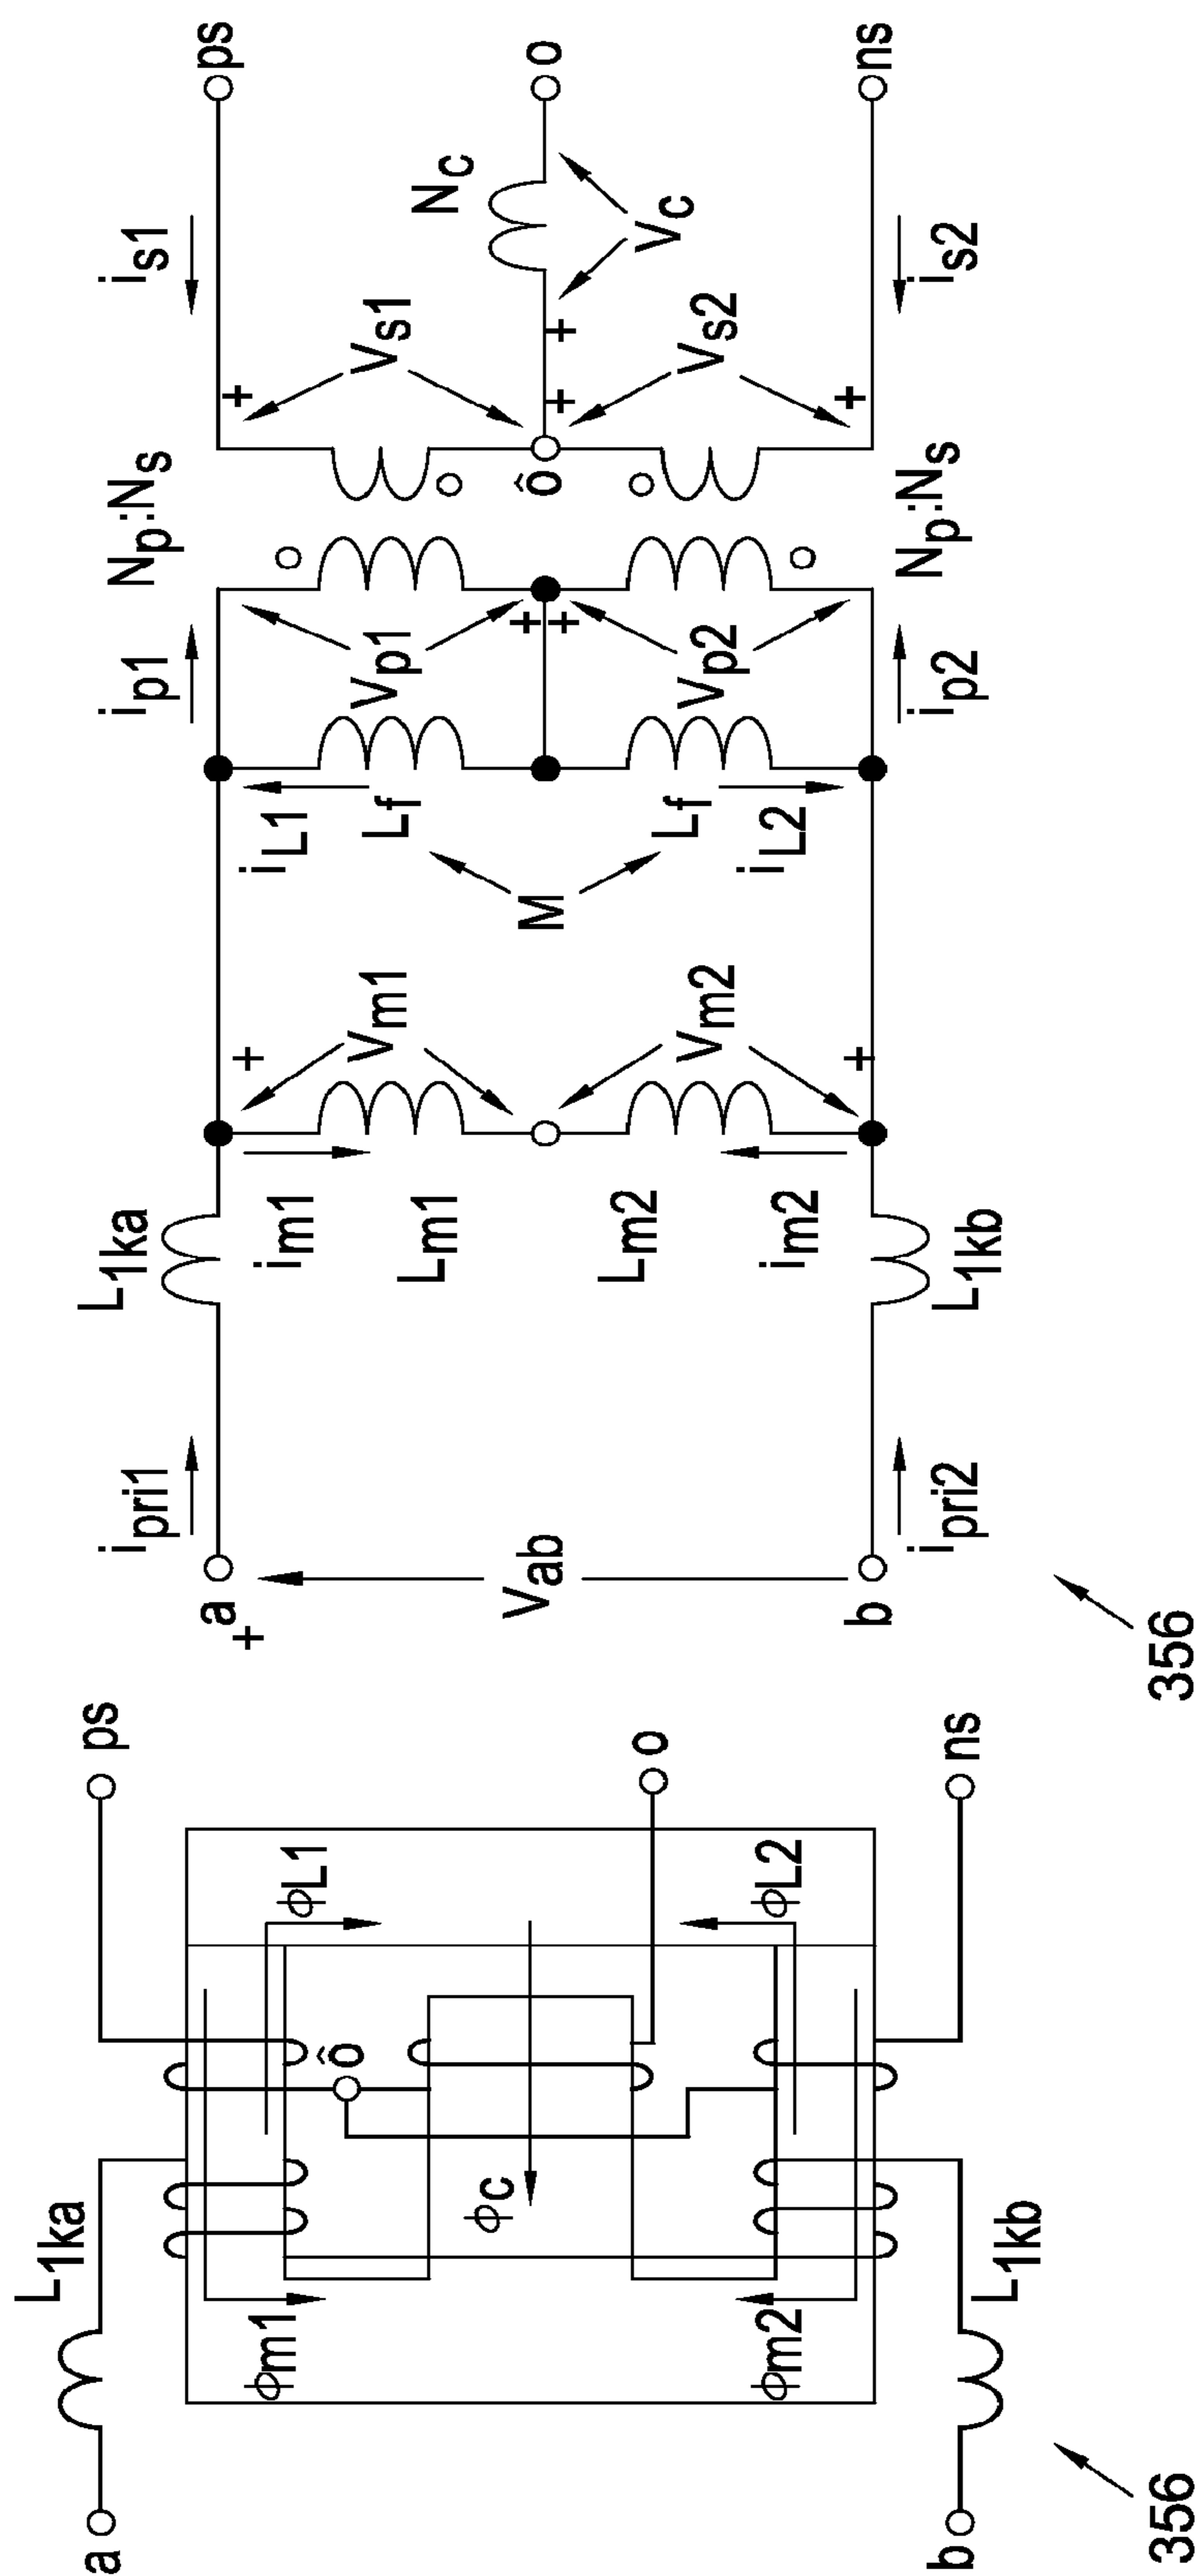 L1ka
a
ϕm1
ϕL1
ps
ô
ϕc
o
ϕm2
ϕL2
ns
L1kb
b
356
ipri1
L1ka
a
+
Vab
b
ipri2
L1kb
im1
Lm1
Lm2
im2
+
Vm1
Vm2
+
iL1
Lf
M
Lf
iL2
ip1
Vp1
+
+
Vp2
ip2
Np:Ns
ô
Np:Ns
+
Vs1
+
+
Vs2
+
is1
Nc
Vc
is2
ps
o
ns
356